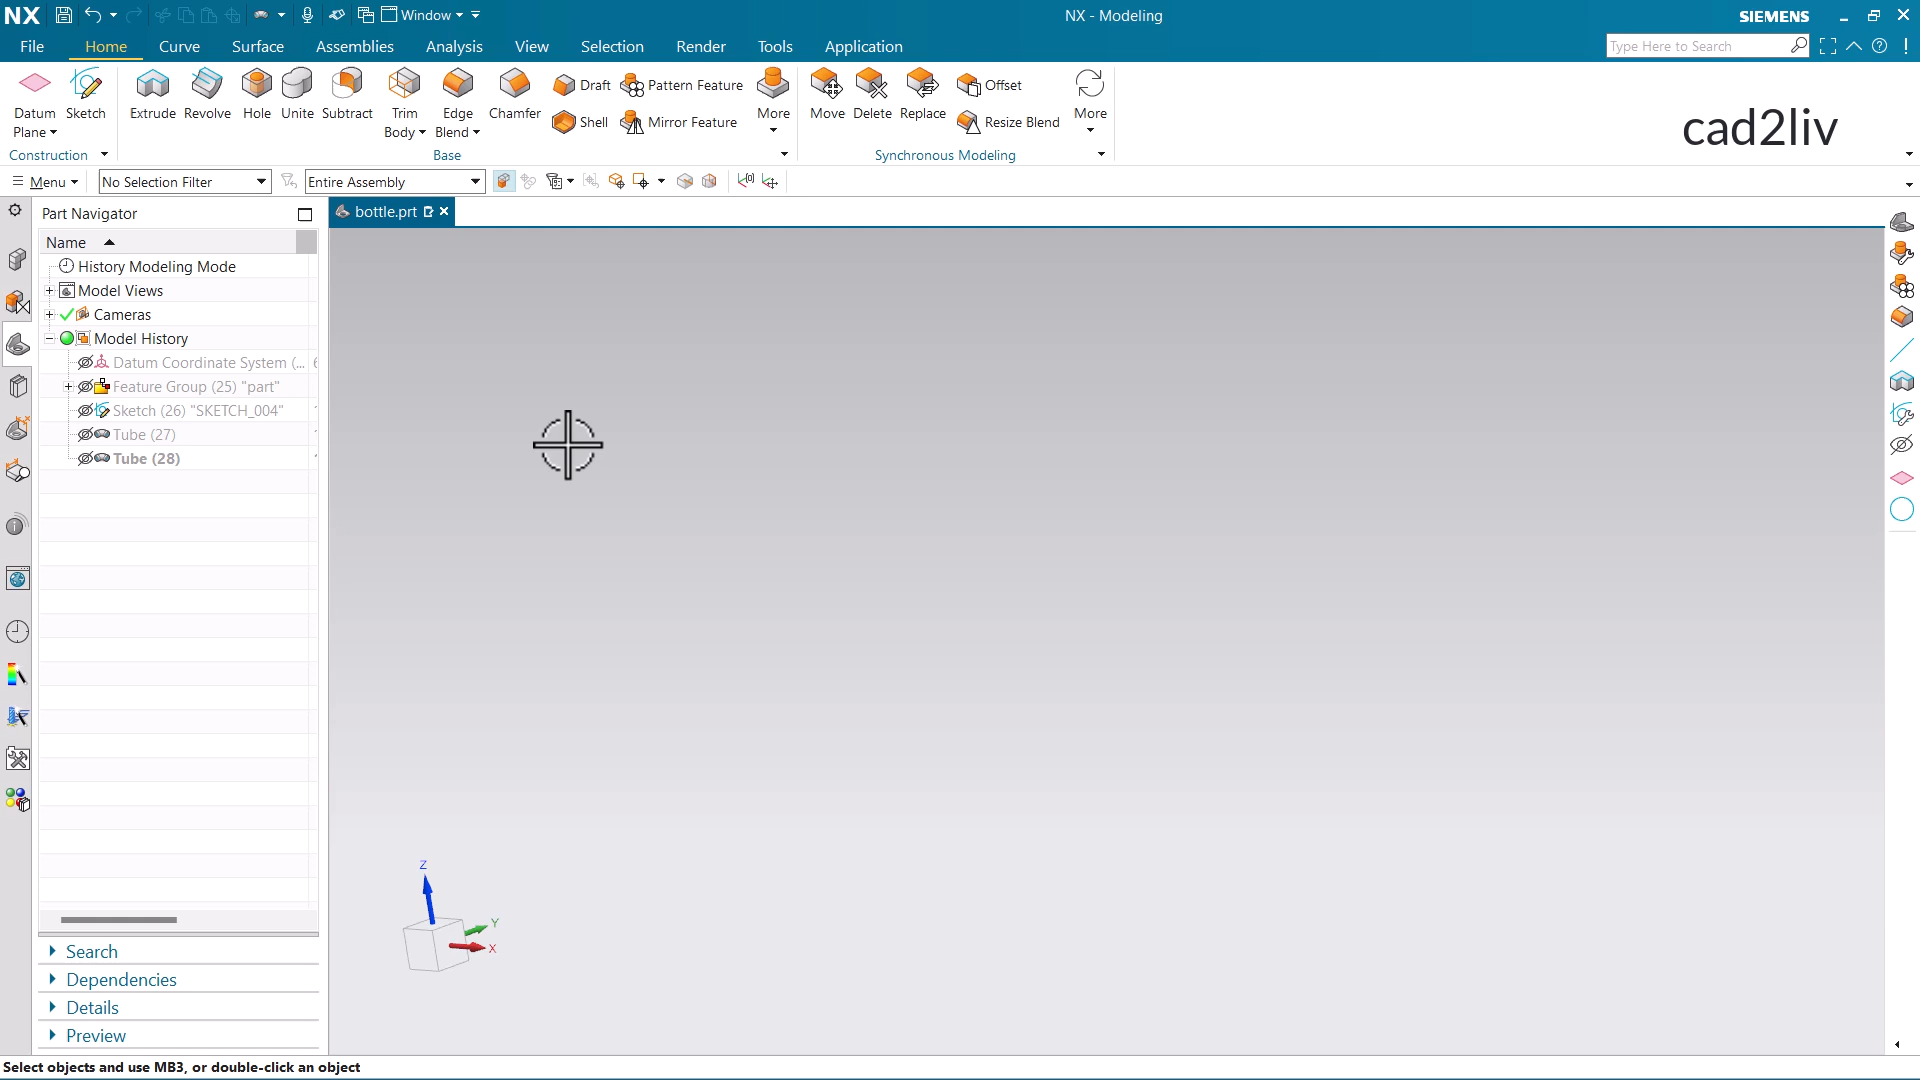 NX Window NX - Modeling SIEMENS
File Home Curve Surface Assemblies Analysis View Selection Render Tools Application Type Here to Search
Datum Plane Sketch Extrude Revolve Hole Unite Subtract Trim Body Edge Blend Chamfer Draft Shell Pattern Feature Mirror Feature More Move Delete Replace Offset Resize Blend More
cad2liv
Construction Base Synchronous Modeling
Menu No Selection Filter Entire Assembly
Part Navigator bottle.prt
Name
History Modeling Mode
Model Views
Cameras
Model History
Datum Coordinate System (... 6
Feature Group (25) "part"
Sketch (26) "SKETCH_004"
Tube (27)
Tube (28)
Z
Y
X
Search
Dependencies
Details
Preview
Select objects and use MB3, or double-click an object